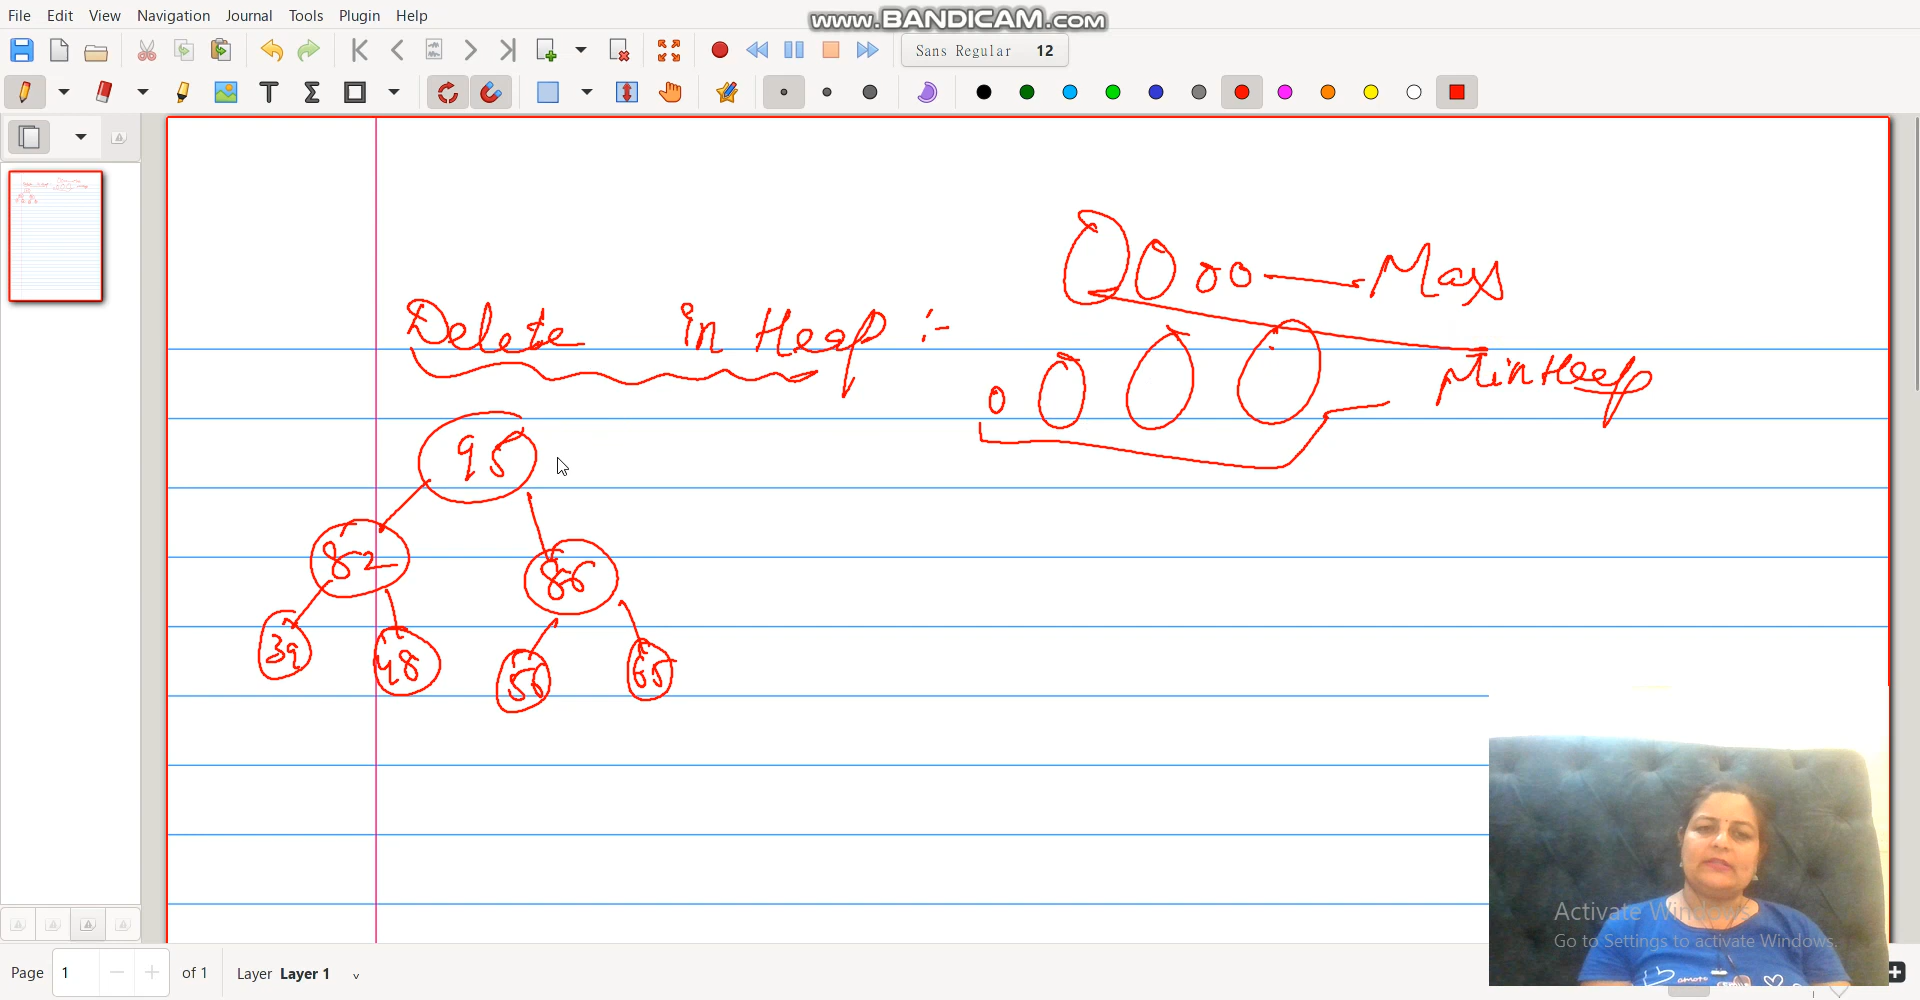 File Edit View Navigation Journal Tools Plugin Help
www.BANDICAM.com
Sans Regular 12
Max
Delete in Heap :-
MinHeap
95
82
86
39
48
56
65
Activate Windows
Go to Settings to activate Windows.
Page 1 of 1 Layer Layer 1